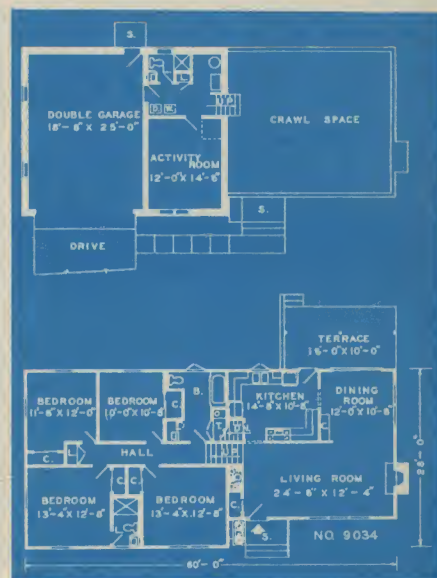 S.
DOUBLE GARAGE
18'-8" X 25'-0"
L.
D. W.
UP
ACTIVITY
ROOM
12'-0" X 14'-6"
CRAWL SPACE
S.
DRIVE
TERRACE
16'-0" X 10'-0"
BEDROOM
11'-8" X 12'-0"
BEDROOM
10'-0" X 10'-8"
C.
B.
T.
KITCHEN
14'-8" X 10'-8"
DINING
ROOM
12'-0" X 10'-8"
C.
C.
L.
HALL
UP
C. C.
BEDROOM
13'-4" X 12'-8"
L.
BEDROOM
13'-4" X 12'-8"
C.
LIVING ROOM
24'-6" X 12'-4"
S.
NO. 9034
28'-0"
60'-0"